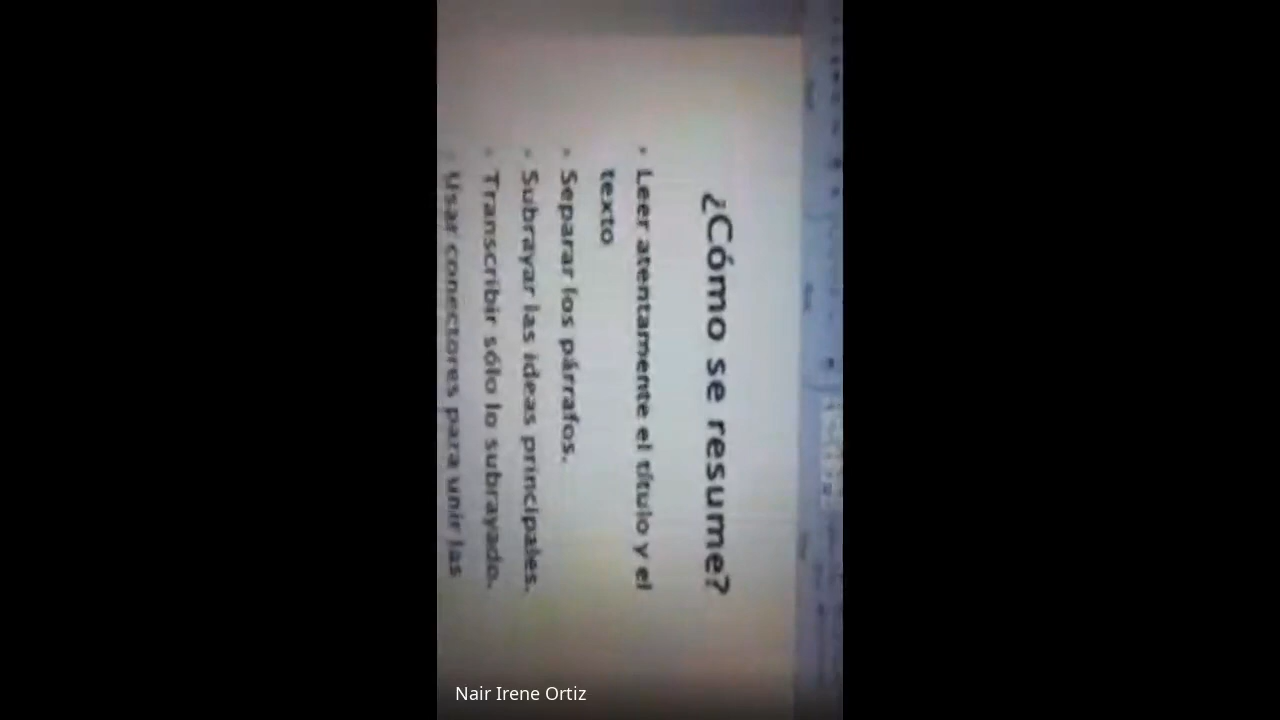 ¿Cómo se resume?
• Leer atentamente el título y el
texto
• Separar los párrafos.
• Subrayar las ideas principales.
• Transcribir sólo lo subrayado.
• Usar conectores para unir las
Nair Irene Ortiz